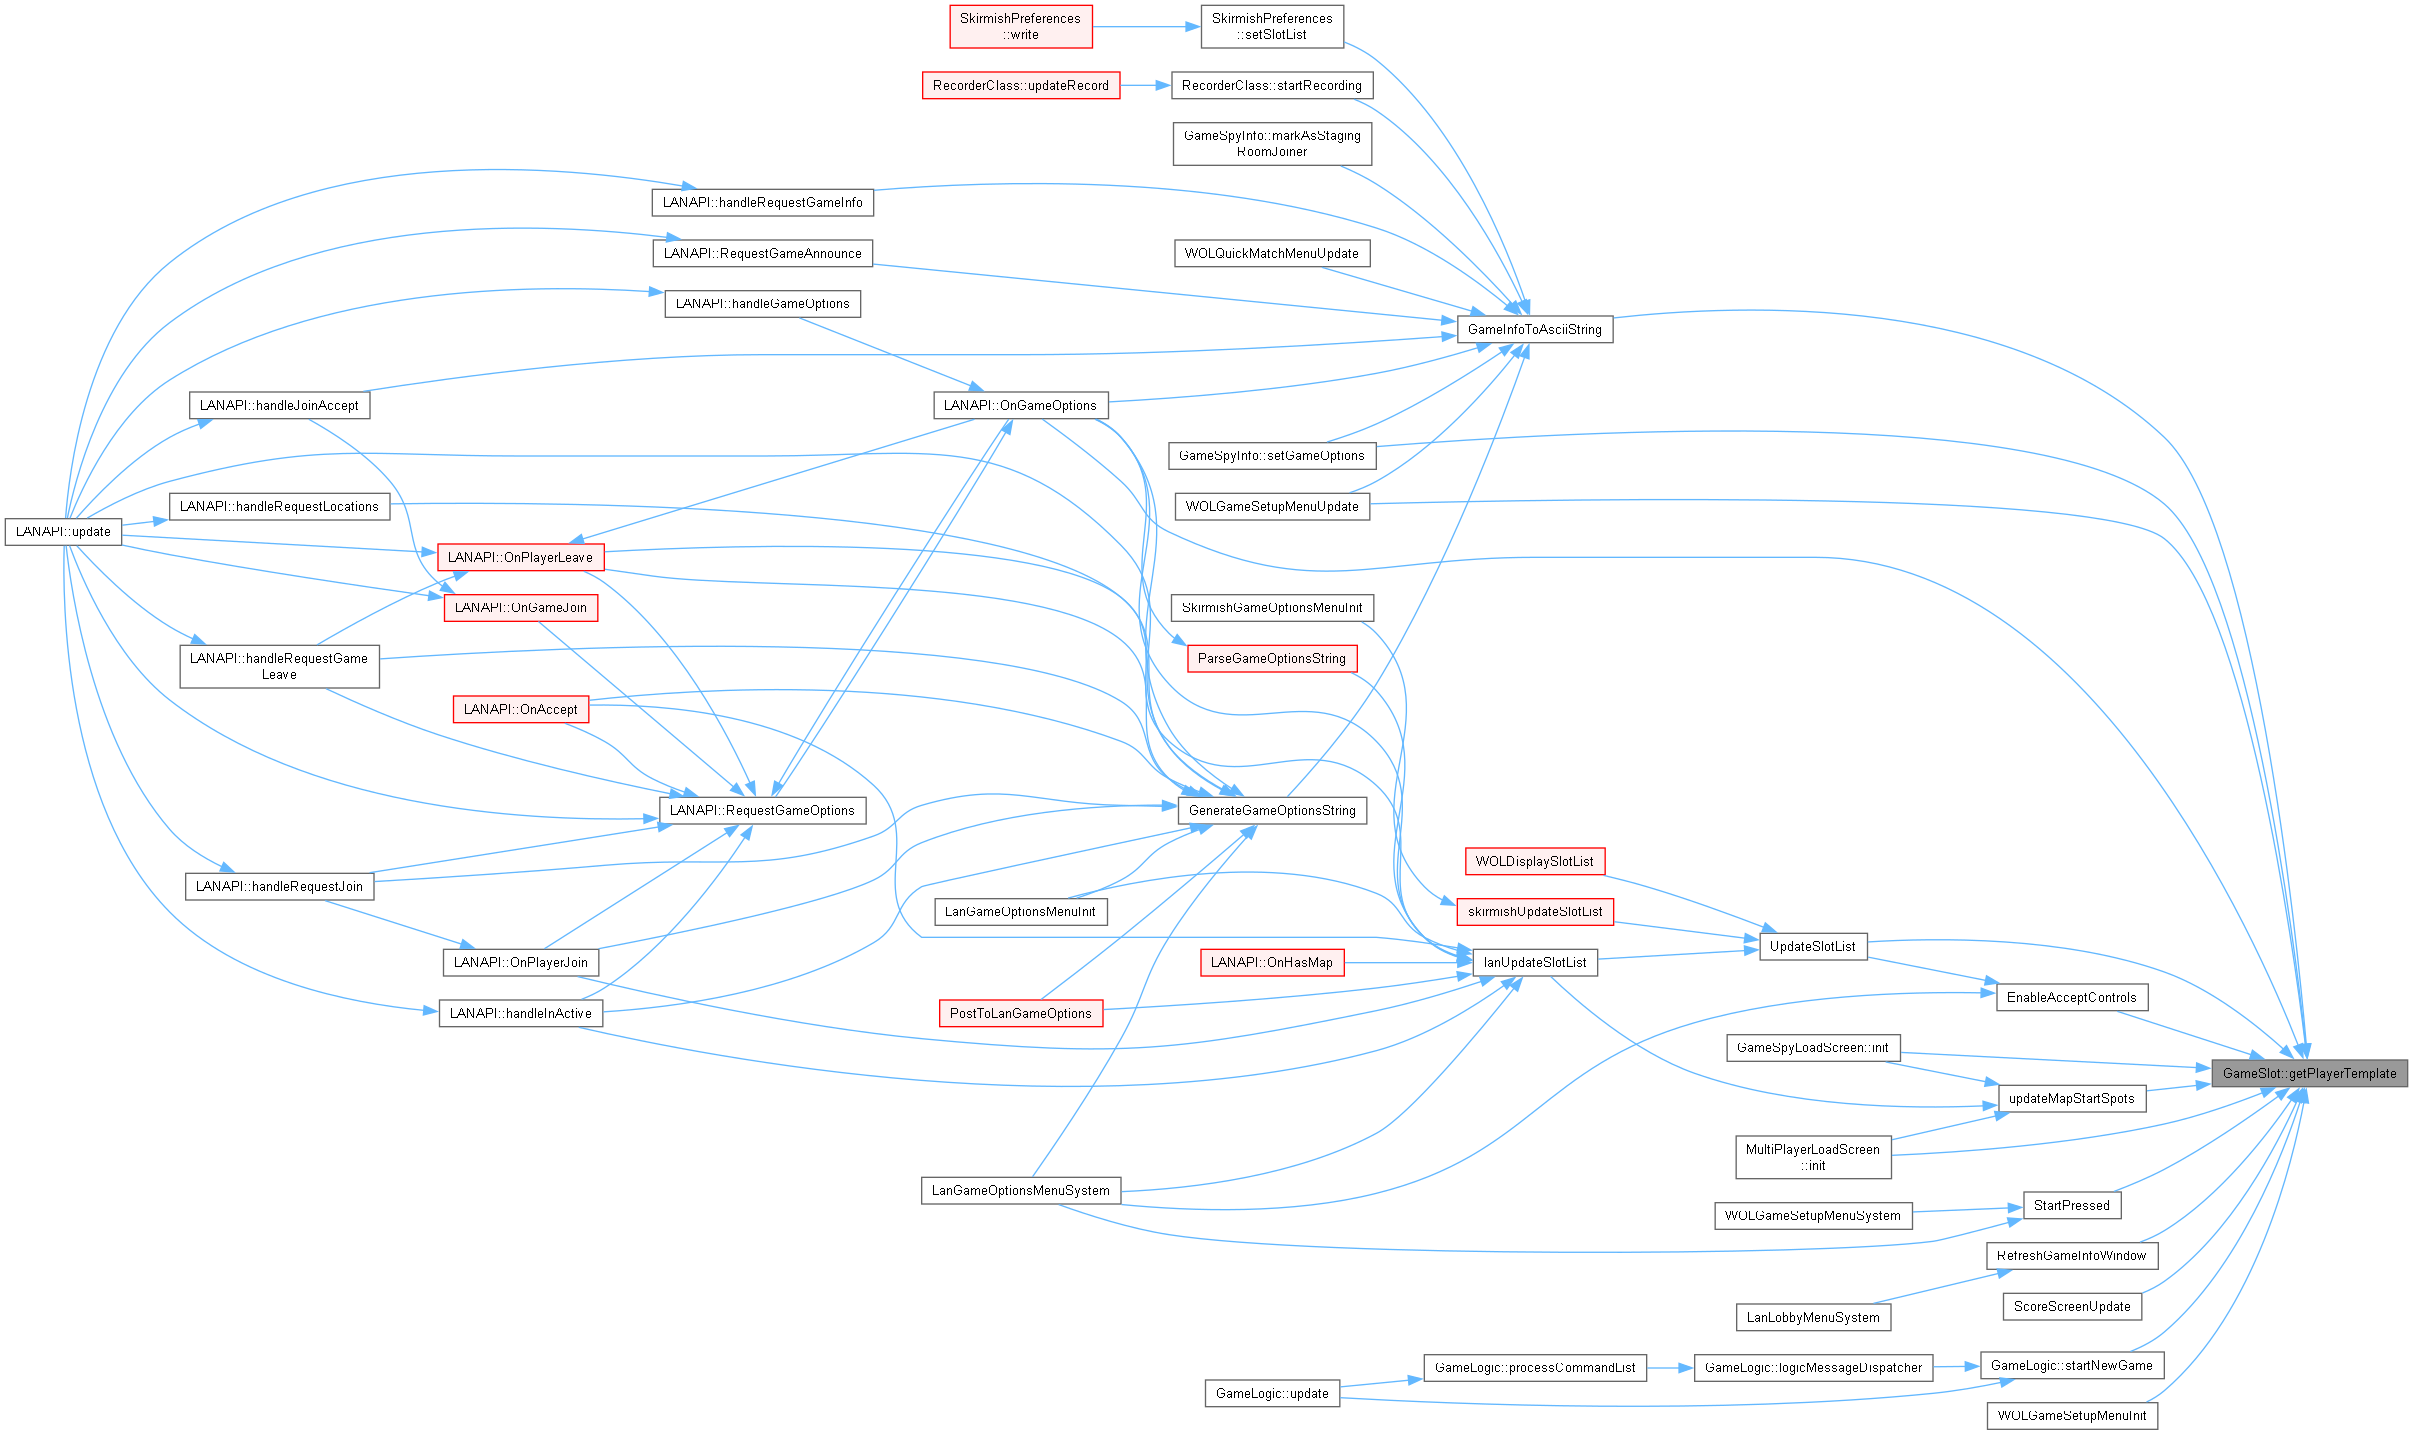 SkirmishPreferences
::write
SkirmishPreferences
::setSlotList
RecorderClass::updateRecord
RecorderClass::startRecording
GameSpyInfo::markAsStaging
RoomJoiner
LANAPI::handleRequestGameInfo
LANAPI::RequestGameAnnounce
WOLQuickMatchMenuUpdate
LANAPI::handleGameOptions
GameInfoToAsciiString
LANAPI::handleJoinAccept
LANAPI::OnGameOptions
GameSpyInfo::setGameOptions
LANAPI::handleRequestLocations
WOLGameSetupMenuUpdate
LANAPI::update
LANAPI::OnPlayerLeave
LANAPI::OnGameJoin
SkirmishGameOptionsMenuInit
LANAPI::handleRequestGame
Leave
ParseGameOptionsString
LANAPI::OnAccept
LANAPI::RequestGameOptions
GenerateGameOptionsString
WOLDisplaySlotList
LANAPI::handleRequestJoin
LanGameOptionsMenuInit
skirmishUpdateSlotList
UpdateSlotList
LANAPI::OnPlayerJoin
LANAPI::OnHasMap
lanUpdateSlotList
EnableAcceptControls
LANAPI::handleInActive
PostToLanGameOptions
GameSpyLoadScreen::init
GameSlot::getPlayerTemplate
updateMapStartSpots
MultiPlayerLoadScreen
::init
LanGameOptionsMenuSystem
StartPressed
WOLGameSetupMenuSystem
RefreshGameInfoWindow
ScoreScreenUpdate
LanLobbyMenuSystem
GameLogic::processCommandList
GameLogic::logicMessageDispatcher
GameLogic::startNewGame
GameLogic::update
WOLGameSetupMenuInit